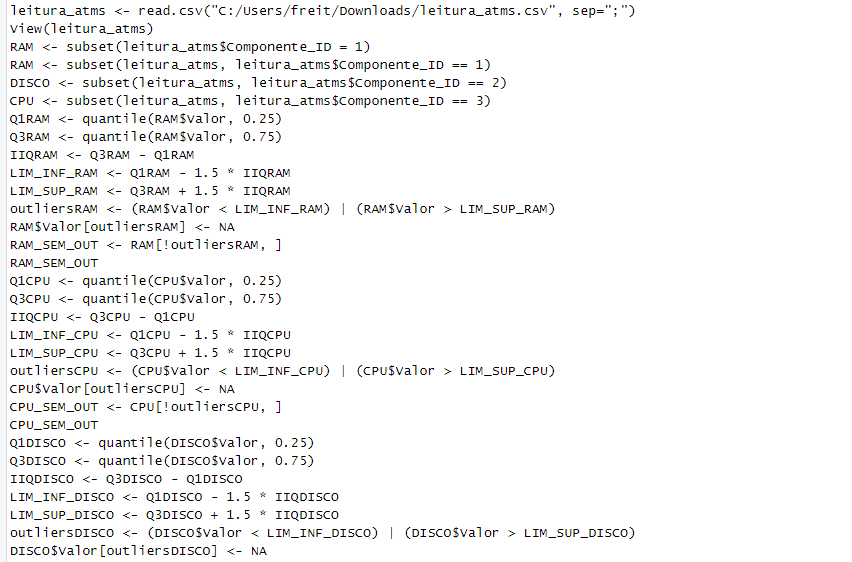 leitura_atms <- read.csv("C:/Users/freit/Downloads/leitura_atms.csv", sep=";")
View(leitura_atms)
RAM <- subset(leitura_atms$Componente_ID = 1)
RAM <- subset(leitura_atms, leitura_atms$Componente_ID == 1)
DISCO <- subset(leitura_atms, leitura_atms$Componente_ID == 2)
CPU <- subset(leitura_atms, leitura_atms$Componente_ID == 3)
Q1RAM <- quantile(RAM$Valor, 0.25)
Q3RAM <- quantile(RAM$Valor, 0.75)
IIQRAM <- Q3RAM - Q1RAM
LIM_INF_RAM <- Q1RAM - 1.5 * IIQRAM
LIM_SUP_RAM <- Q3RAM + 1.5 * IIQRAM
outliersRAM <- (RAM$Valor < LIM_INF_RAM) | (RAM$Valor > LIM_SUP_RAM)
RAM$Valor[outliersRAM] <- NA
RAM_SEM_OUT <- RAM[!outliersRAM, ]
RAM_SEM_OUT
Q1CPU <- quantile(CPU$Valor, 0.25)
Q3CPU <- quantile(CPU$Valor, 0.75)
IIQCPU <- Q3CPU - Q1CPU
LIM_INF_CPU <- Q1CPU - 1.5 * IIQCPU
LIM_SUP_CPU <- Q3CPU + 1.5 * IIQCPU
outliersCPU <- (CPU$Valor < LIM_INF_CPU) | (CPU$Valor > LIM_SUP_CPU)
CPU$Valor[outliersCPU] <- NA
CPU_SEM_OUT <- CPU[!outliersCPU, ]
CPU_SEM_OUT
Q1DISCO <- quantile(DISCO$Valor, 0.25)
Q3DISCO <- quantile(DISCO$Valor, 0.75)
IIQDISCO <- Q3DISCO - Q1DISCO
LIM_INF_DISCO <- Q1DISCO - 1.5 * IIQDISCO
LIM_SUP_DISCO <- Q3DISCO + 1.5 * IIQDISCO
outliersDISCO <- (DISCO$Valor < LIM_INF_DISCO) | (DISCO$Valor > LIM_SUP_DISCO)
DISCO$Valor[outliersDISCO] <- NA